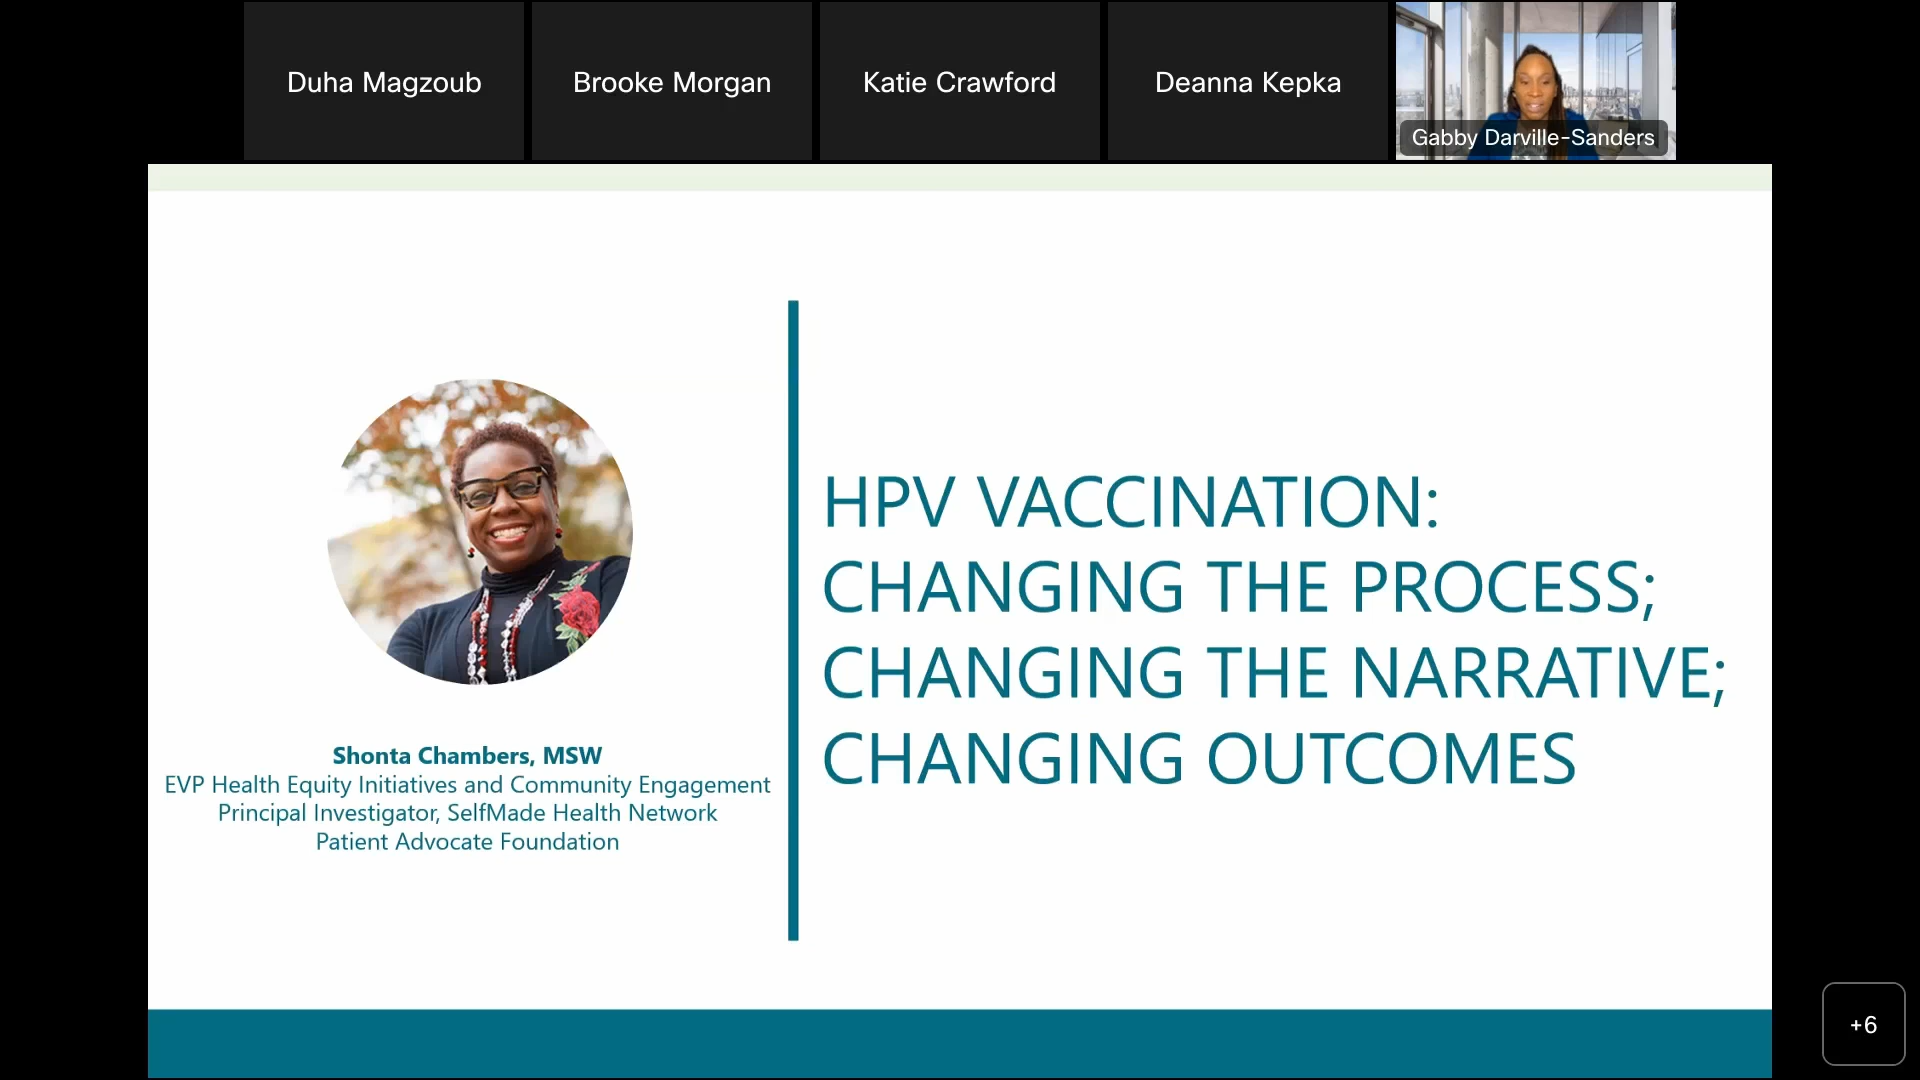 Duha Magzoub
Brooke Morgan
Katie Crawford
Deanna Kepka
Gabby Darville-Sanders
Shonta Chambers, MSW
EVP Health Equity Initiatives and Community Engagement
Principal Investigator, SelfMade Health Network
Patient Advocate Foundation
HPV VACCINATION:
CHANGING THE PROCESS;
CHANGING THE NARRATIVE;
CHANGING OUTCOMES
+6